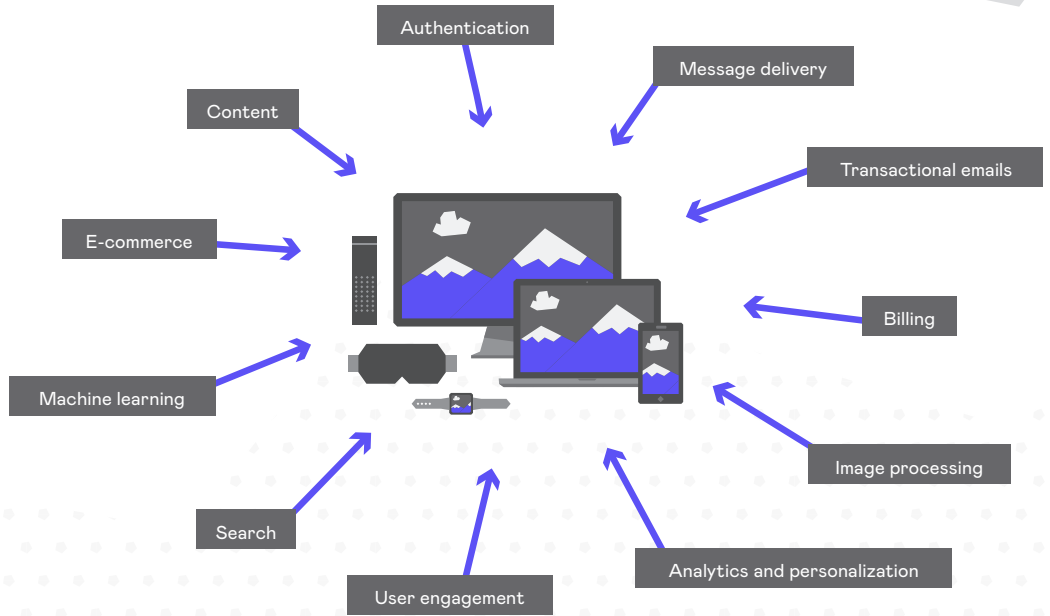 Authentication
Message delivery
Content
Transactional emails
E-commerce
Billing
Machine learning
Image processing
Search
Analytics and personalization
User engagement